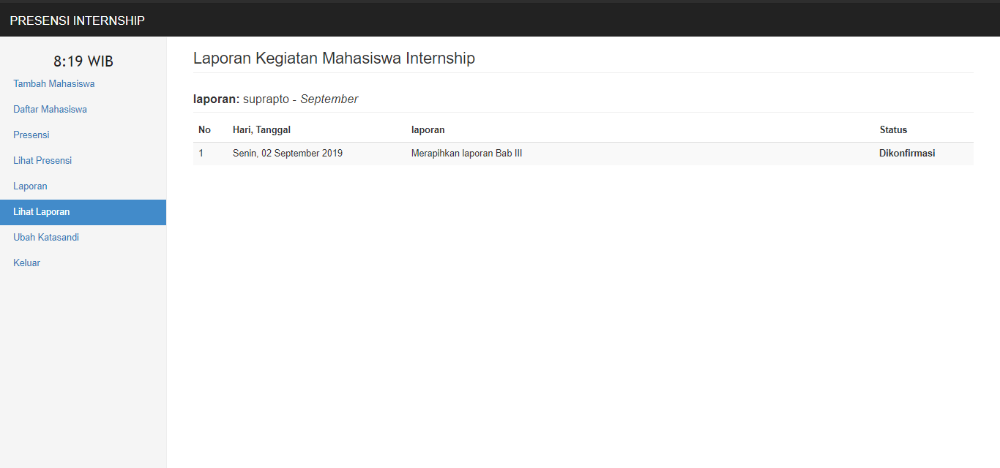 PRESENSI INTERNSHIP
8:19 WIB
Tambah Mahasiswa
Daftar Mahasiswa
Presensi
Lihat Presensi
Laporan
Lihat Laporan
Ubah Katasandi
Keluar
Laporan Kegiatan Mahasiswa Internship
laporan: suprapto - September
No Hari, Tanggal laporan Status
1 Senin, 02 September 2019 Merapihkan laporan Bab III Dikonfirmasi